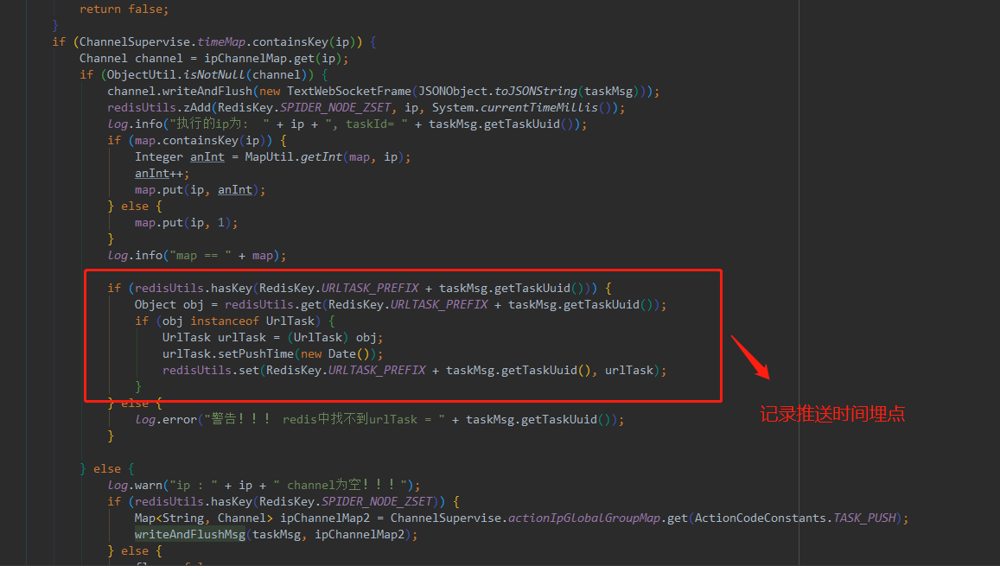 return false;
}
if (ChannelSupervise.timeMap.containsKey(ip)) {
Channel channel = ipChannelMap.get(ip);
if (ObjectUtil.isNotNull(channel)) {
channel.writeAndFlush(new TextWebSocketFrame(JSONObject.toJSONString(taskMsg)));
redisUtils.zAdd(RedisKey.SPIDER_NODE_ZSET, ip, System.currentTimeMillis());
log.info("执行的ip为:  " + ip + ", taskId= " + taskMsg.getTaskUuid());
if (map.containsKey(ip)) {
Integer anInt = MapUtil.getInt(map, ip);
anInt++;
map.put(ip, anInt);
} else {
map.put(ip, 1);
}
log.info("map == " + map);
if (redisUtils.hasKey(RedisKey.URLTASK_PREFIX + taskMsg.getTaskUuid())) {
Object obj = redisUtils.get(RedisKey.URLTASK_PREFIX + taskMsg.getTaskUuid());
if (obj instanceof UrlTask) {
UrlTask urlTask = (UrlTask) obj;
urlTask.setPushTime(new Date());
redisUtils.set(RedisKey.URLTASK_PREFIX + taskMsg.getTaskUuid(), urlTask);
}
} else {
log.error("警告!!! redis中找不到urlTask = " + taskMsg.getTaskUuid());
}
记录推送时间埋点
} else {
log.warn("ip : " + ip + " channel为空!!!");
if (redisUtils.hasKey(RedisKey.SPIDER_NODE_ZSET)) {
Map<String, Channel> ipChannelMap2 = ChannelSupervise.actionIpGlobalGroupMap.get(ActionCodeConstants.TASK_PUSH);
writeAndFlushMsg(taskMsg, ipChannelMap2);
} else {